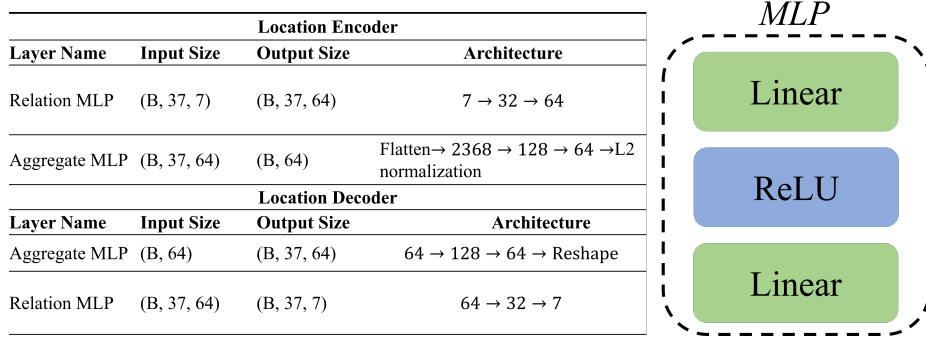 Location Encoder
Layer Name Input Size Output Size Architecture
Relation MLP (B, 37, 7) (B, 37, 64) 7 → 32 → 64
Aggregate MLP (B, 37, 64) (B, 64) Flatten→ 2368 → 128 → 64 →L2
normalization
Location Decoder
Layer Name Input Size Output Size Architecture
Aggregate MLP (B, 64) (B, 37, 64) 64 → 128 → 64 → Reshape
Relation MLP (B, 37, 64) (B, 37, 7) 64 → 32 → 7
MLP
Linear
ReLU
Linear